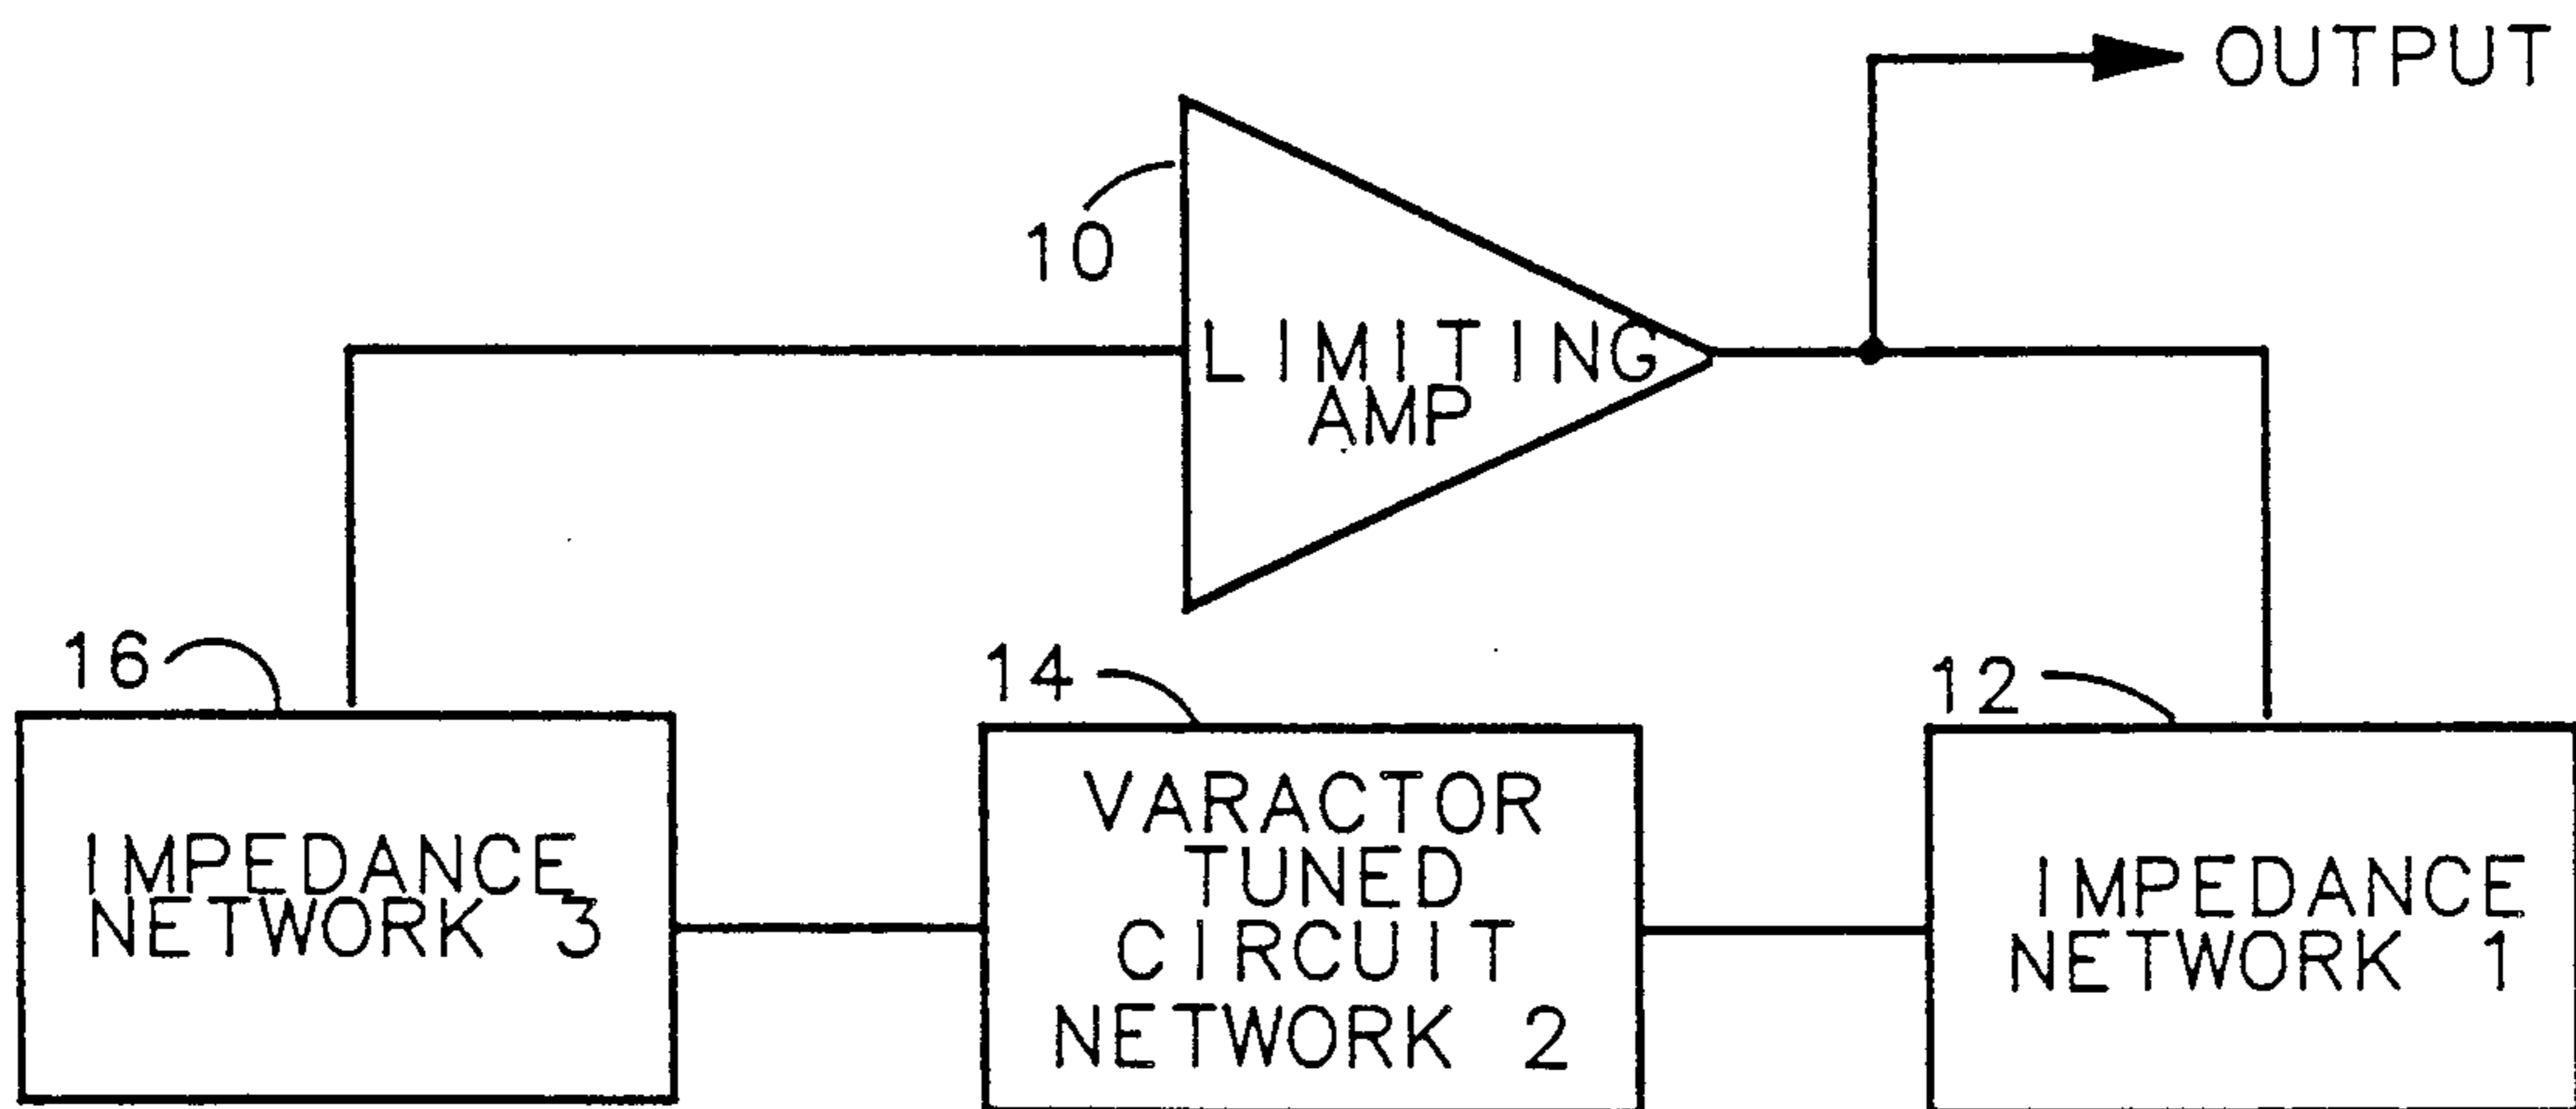 OUTPUT
10
LIMITING
AMP
16
14
12
IMPEDANCE
NETWORK 3
VARACTOR
TUNED
CIRCUIT
NETWORK 2
IMPEDANCE
NETWORK 1